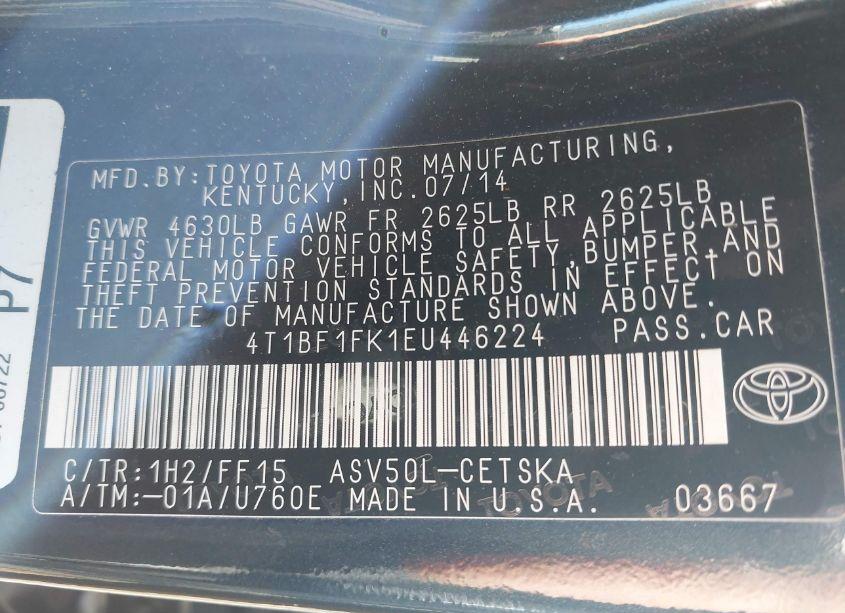 MFD.BY:TOYOTA MOTOR MANUFACTURING,
KENTUCKY,INC.07/14
GVWR 4630LB GAWR FR 2625LB RR 2625LB
THIS VEHICLE CONFORMS TO ALL APPLICABLE
FEDERAL MOTOR VEHICLE SAFETY,BUMPER,AND
THEFT PREVENTION STANDARDS IN EFFECT ON
THE DATE OF MANUFACTURE SHOWN ABOVE.
4T1BF1FK1EU446224 PASS.CAR
C/TR:1H2/FF15 ASV50L-CETSKA
A/TM:-01A/U760E MADE IN U.S.A. 03667
P7